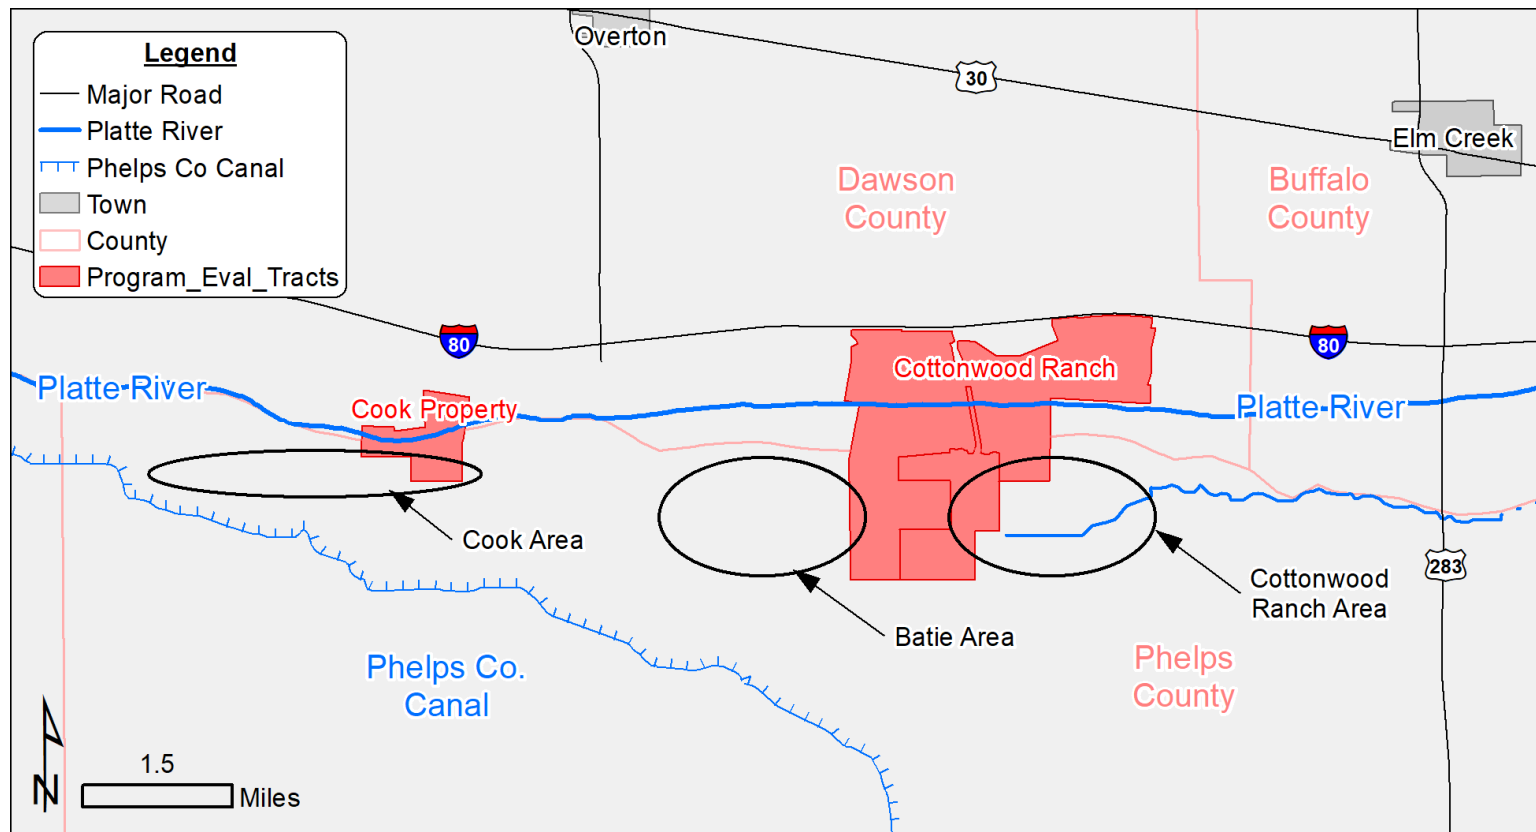 Overton
Legend
Major Road
Platte River
Phelps Co Canal
Town
County
Program_Eval_Tracts
30
Elm Creek
Dawson
County
Buffalo
County
80
80
Cottonwood Ranch
Platte River
Cook Property
Platte River
Cook Area
283
Cottonwood
Ranch Area
Batie Area
Phelps Co.
Canal
Phelps
County
N
1.5
Miles